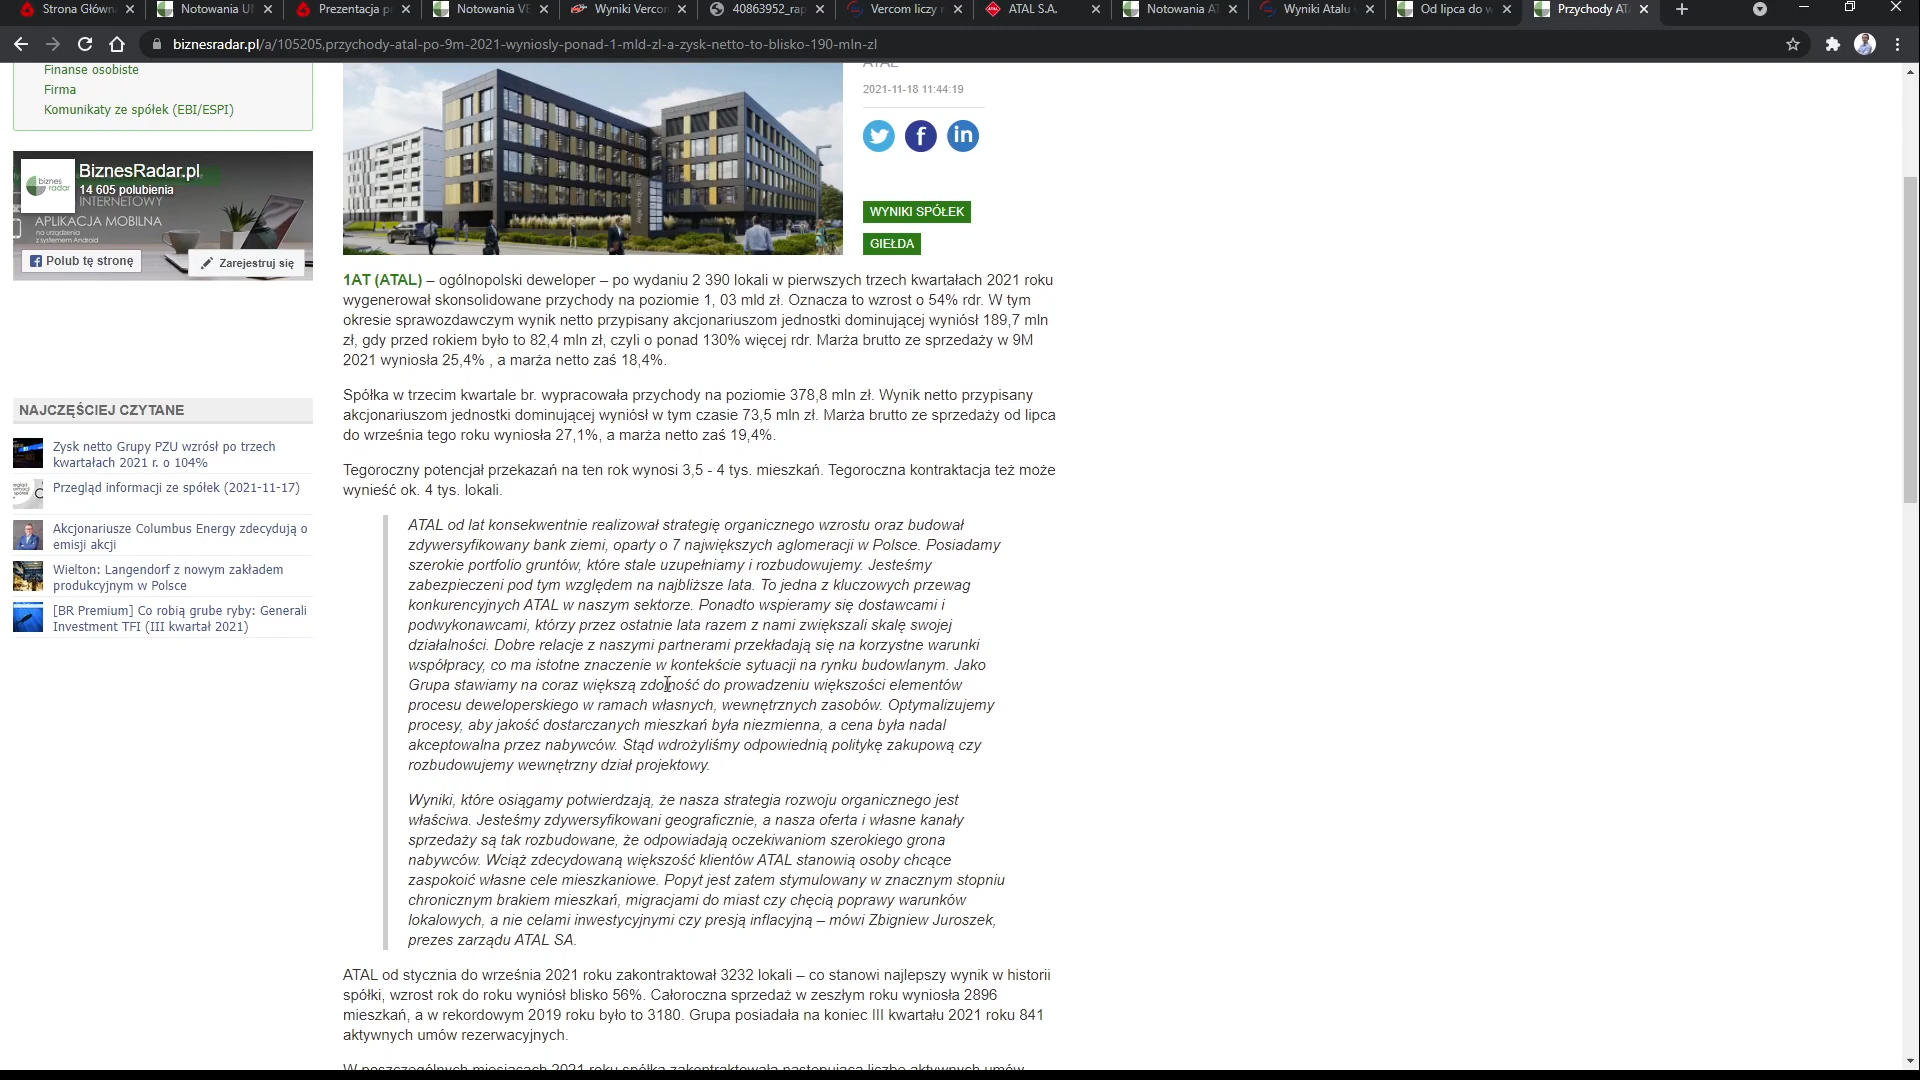 Strona Główn
Notowania UN
Prezentacja p
Notowania VE
Wyniki Vercon
40863952_rap
Vercom liczy r
ATAL S.A.
Notowania AT
Wyniki Atalu
Od lipca do w
Przychody AT
biznesradar.pl/a/105205,przychody-atal-po-9m-2021-wyniosly-ponad-1-mld-zl-a-zysk-netto-to-blisko-190-mln-zl
Finanse osobiste
Firma
Komunikaty ze spółek (EBI/ESPI)
biznes
radar
BiznesRadar.pl
14 605 polubienia
INTERNETOWY
APLIKACJA MOBILNA
na urządzenia
z systemem Android
Polub tę stronę
Zarejestruj się
NAJCZĘŚCIEJ CZYTANE
Zysk netto Grupy PZU wzrósł po trzech
kwartałach 2021 r. o 104%
Przegląd informacji ze spółek (2021-11-17)
Akcjonariusze Columbus Energy zdecydują o
emisji akcji
Wielton: Langendorf z nowym zakładem
produkcyjnym w Polsce
[BR Premium] Co robią grube ryby: Generali
Investment TFI (III kwartał 2021)
ATAL
2021-11-18 11:44:19
WYNIKI SPÓŁEK
GIEŁDA
1AT (ATAL) – ogólnopolski deweloper – po wydaniu 2 390 lokali w pierwszych trzech kwartałach 2021 roku
wygenerował skonsolidowane przychody na poziomie 1, 03 mld zł. Oznacza to wzrost o 54% rdr. W tym
okresie sprawozdawczym wynik netto przypisany akcjonariuszom jednostki dominującej wyniósł 189,7 mln
zł, gdy przed rokiem było to 82,4 mln zł, czyli o ponad 130% więcej rdr. Marża brutto ze sprzedaży w 9M
2021 wyniosła 25,4% , a marża netto zaś 18,4%.
Spółka w trzecim kwartale br. wypracowała przychody na poziomie 378,8 mln zł. Wynik netto przypisany
akcjonariuszom jednostki dominującej wyniósł w tym czasie 73,5 mln zł. Marża brutto ze sprzedaży od lipca
do września tego roku wyniosła 27,1%, a marża netto zaś 19,4%.
Tegoroczny potencjał przekazań na ten rok wynosi 3,5 - 4 tys. mieszkań. Tegoroczna kontraktacja też może
wynieść ok. 4 tys. lokali.
ATAL od lat konsekwentnie realizował strategię organicznego wzrostu oraz budował
zdywersyfikowany bank ziemi, oparty o 7 największych aglomeracji w Polsce. Posiadamy
szerokie portfolio gruntów, które stale uzupełniamy i rozbudowujemy. Jesteśmy
zabezpieczeni pod tym względem na najbliższe lata. To jedna z kluczowych przewag
konkurencyjnych ATAL w naszym sektorze. Ponadto wspieramy się dostawcami i
podwykonawcami, którzy przez ostatnie lata razem z nami zwiększali skalę swojej
działalności. Dobre relacje z naszymi partnerami przekładają się na korzystne warunki
współpracy, co ma istotne znaczenie w kontekście sytuacji na rynku budowlanym. Jako
Grupa stawiamy na coraz większą zdolność do prowadzeniu większości elementów
procesu deweloperskiego w ramach własnych, wewnętrznych zasobów. Optymalizujemy
procesy, aby jakość dostarczanych mieszkań była niezmienna, a cena była nadal
akceptowalna przez nabywców. Stąd wdrożyliśmy odpowiednią politykę zakupową czy
rozbudowujemy wewnętrzny dział projektowy.
Wyniki, które osiągamy potwierdzają, że nasza strategia rozwoju organicznego jest
właściwa. Jesteśmy zdywersyfikowani geograficznie, a nasza oferta i własne kanały
sprzedaży są tak rozbudowane, że odpowiadają oczekiwaniom szerokiego grona
nabywców. Wciąż zdecydowaną większość klientów ATAL stanowią osoby chcące
zaspokoić własne cele mieszkaniowe. Popyt jest zatem stymulowany w znacznym stopniu
chronicznym brakiem mieszkań, migracjami do miast czy chęcią poprawy warunków
lokalowych, a nie celami inwestycyjnymi czy presją inflacyjną – mówi Zbigniew Juroszek,
prezes zarządu ATAL SA.
ATAL od stycznia do września 2021 roku zakontraktował 3232 lokali – co stanowi najlepszy wynik w historii
spółki, wzrost rok do roku wyniósł blisko 56%. Całoroczna sprzedaż w zeszłym roku wyniosła 2896
mieszkań, a w rekordowym 2019 roku było to 3180. Grupa posiadała na koniec III kwartału 2021 roku 841
aktywnych umów rezerwacyjnych.
W poszczególnych miesiącach 2021 roku spółka zakontraktowała następującą liczbę aktywnych umów